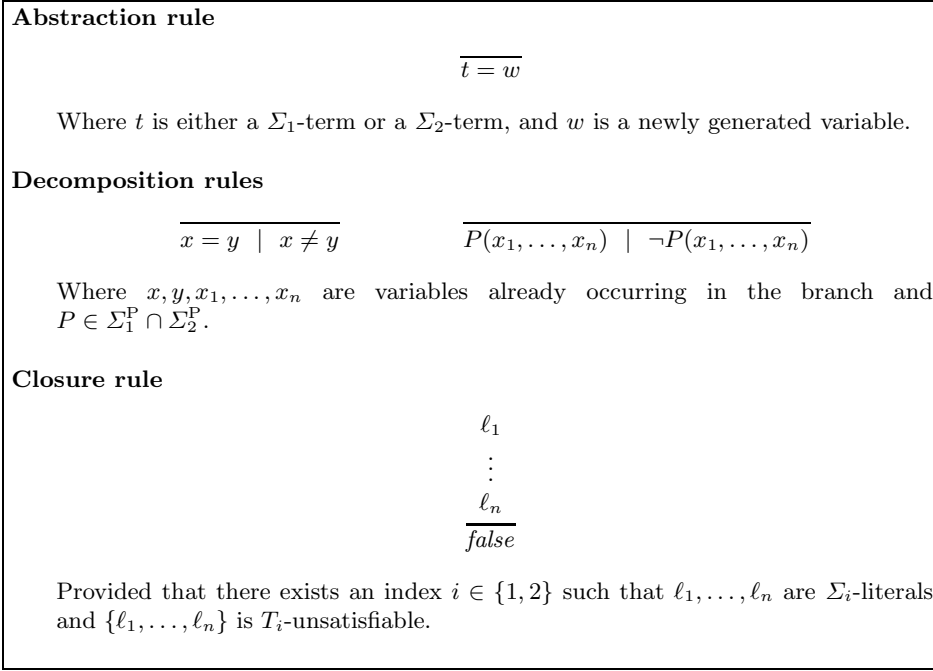 Abstraction rule
t = w
Where t is either a Σ₁-term or a Σ₂-term, and w is a newly generated variable.
Decomposition rules
x = y | x ≠ y P(x₁, . . . , xₙ) | ¬P(x₁, . . . , xₙ)
Where x, y, x₁, . . . , xₙ are variables already occurring in the branch and
P ∈ Σ₁ᴾ ∩ Σ₂ᴾ.
Closure rule
ℓ₁
⋮
ℓₙ
false
Provided that there exists an index i ∈ {1, 2} such that ℓ₁, . . . , ℓₙ are Σᵢ-literals
and {ℓ₁, . . . , ℓₙ} is Tᵢ-unsatisfiable.